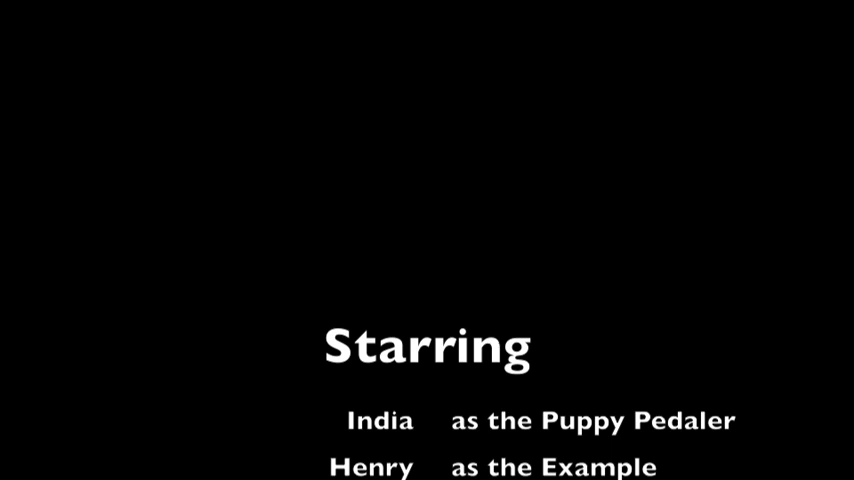 Starring
India as the Puppy Pedaler
Henry as the Example